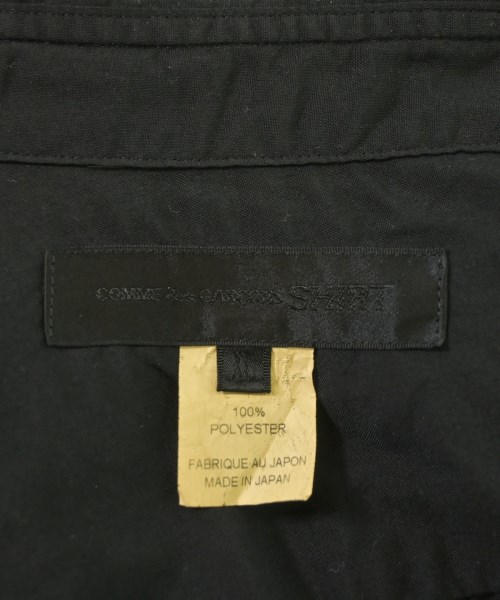 COMME des GARÇONS SHIRT
100%
POLYESTER
FABRIQUE AU JAPON
MADE IN JAPAN